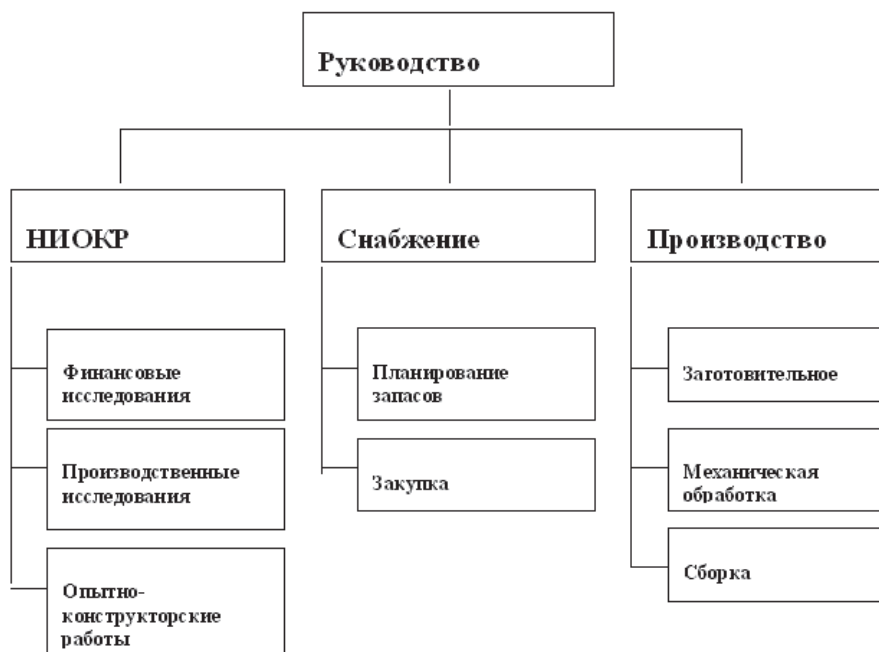 Руководство
НИОКР
Снабжение
Производство
Финансовые
исследования
Производственные
исследования
Опытно-
конструкторские
работы
Планирование
запасов
Закупка
Заготовительное
Механическая
обработка
Сборка